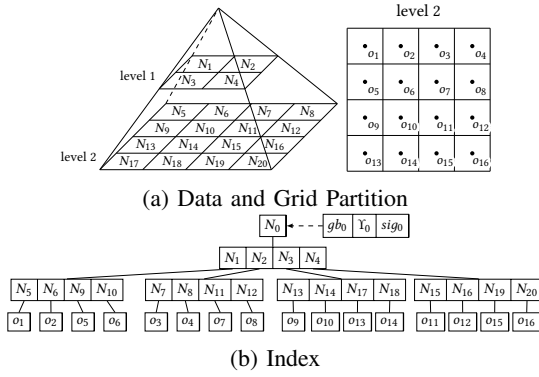 level 2
level 1
N₁ N₂
N₃ N₄
N₅ N₆ N₇ N₈
N₉ N₁₀ N₁₁ N₁₂
N₁₃ N₁₄ N₁₅ N₁₆
level 2
N₁₇ N₁₈ N₁₉ N₂₀
o₁ o₂ o₃ o₄
o₅ o₆ o₇ o₈
o₉ o₁₀ o₁₁ o₁₂
o₁₃ o₁₄ o₁₅ o₁₆
(a) Data and Grid Partition
N₀ gb₀ ϒ₀ sig₀
N₁ N₂ N₃ N₄
N₅ N₆ N₉ N₁₀ N₇ N₈ N₁₁ N₁₂ N₁₃ N₁₄ N₁₇ N₁₈ N₁₅ N₁₆ N₁₉ N₂₀
o₁ o₂ o₅ o₆ o₃ o₄ o₇ o₈ o₉ o₁₀ o₁₃ o₁₄ o₁₁ o₁₂ o₁₅ o₁₆
(b) Index